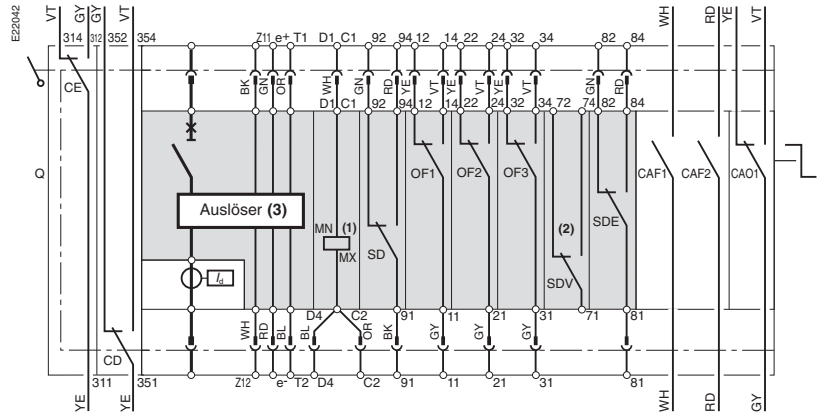 E22042
VT
GY
GY
VT
WH
RD
YE
VT
314
312
352
354
Z11 e+ T1
D1 C1
92
94 12
14 22
24 32
34
82
84
CE
BK
GN
OR
WH
GN
RD
YE
VT
YE
VT
YE
VT
GN
RD
D1 C1
92
94 12
14 22
24 32
34 72
74 82
84
Q
OF1
OF2
OF3
CAF1
CAF2
CAO1
Auslöser (3)
SDE
MN
(1)
MX
SD
(2)
SDV
Id
D4
C2
91
11
21
31
71
81
WH
RD
BL
BL
OR
BK
GY
GY
GY
CD
311
351
Z12
e-
T2
D4
C2
91
11
21
31
81
YE
YE
WH
RD
GY